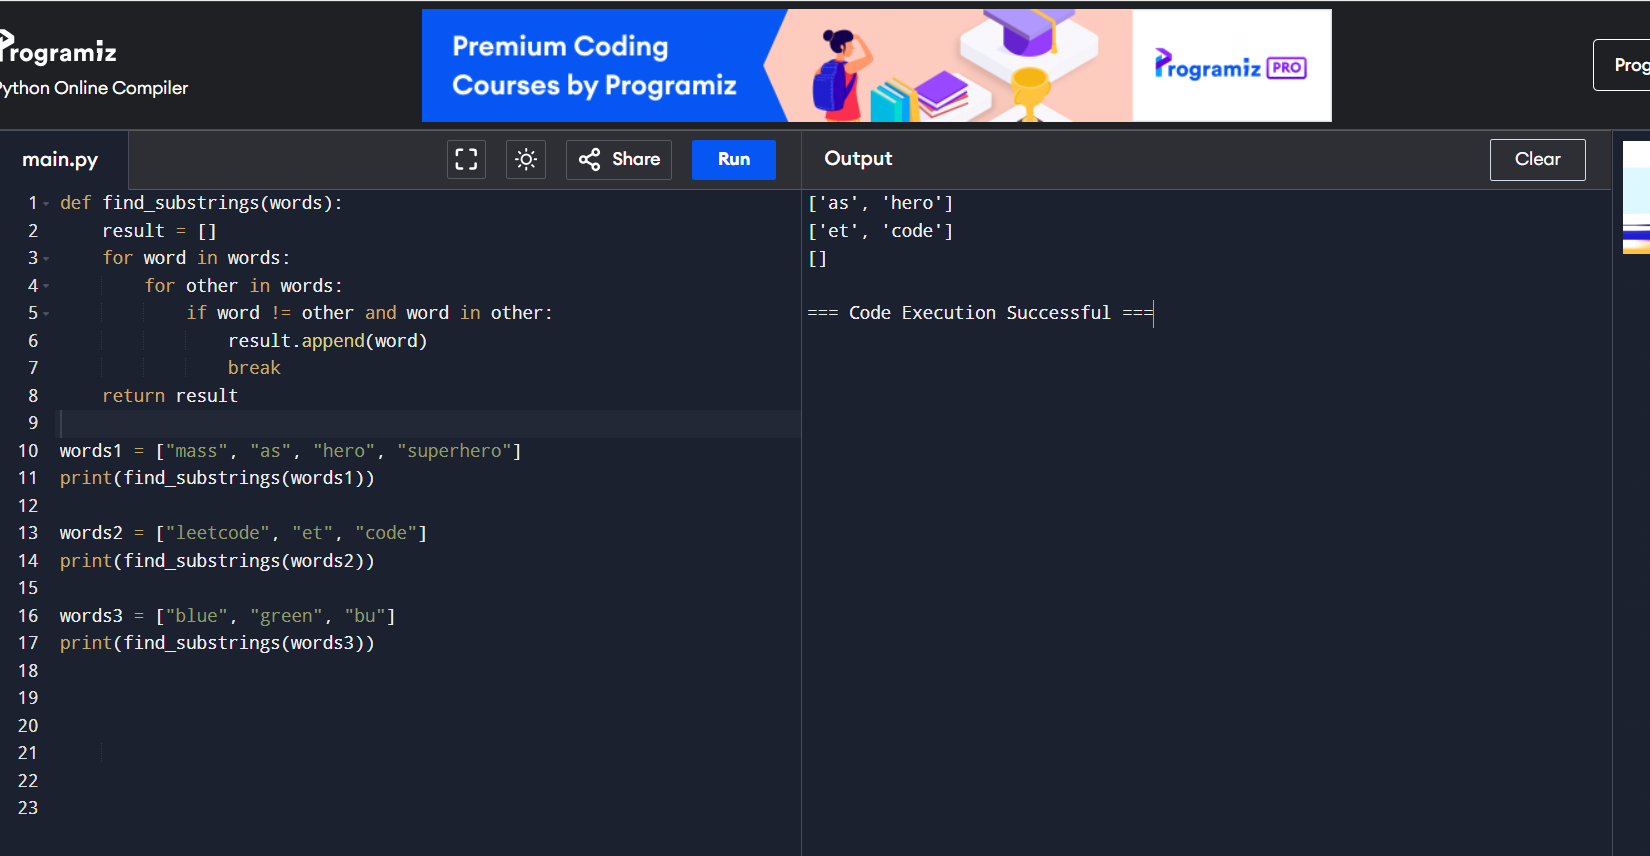 Programiz
Python Online Compiler
Premium Coding
Courses by Programiz
Programiz PRO
Prog
main.py
Share
Run
Output
Clear
1 def find_substrings(words):
2     result = []
3     for word in words:
4         for other in words:
5             if word != other and word in other:
6                 result.append(word)
7                 break
8     return result
9
10 words1 = ["mass", "as", "hero", "superhero"]
11 print(find_substrings(words1))
12
13 words2 = ["leetcode", "et", "code"]
14 print(find_substrings(words2))
15
16 words3 = ["blue", "green", "bu"]
17 print(find_substrings(words3))
18
19
20
21
22
23
['as', 'hero']
['et', 'code']
[]
=== Code Execution Successful ===